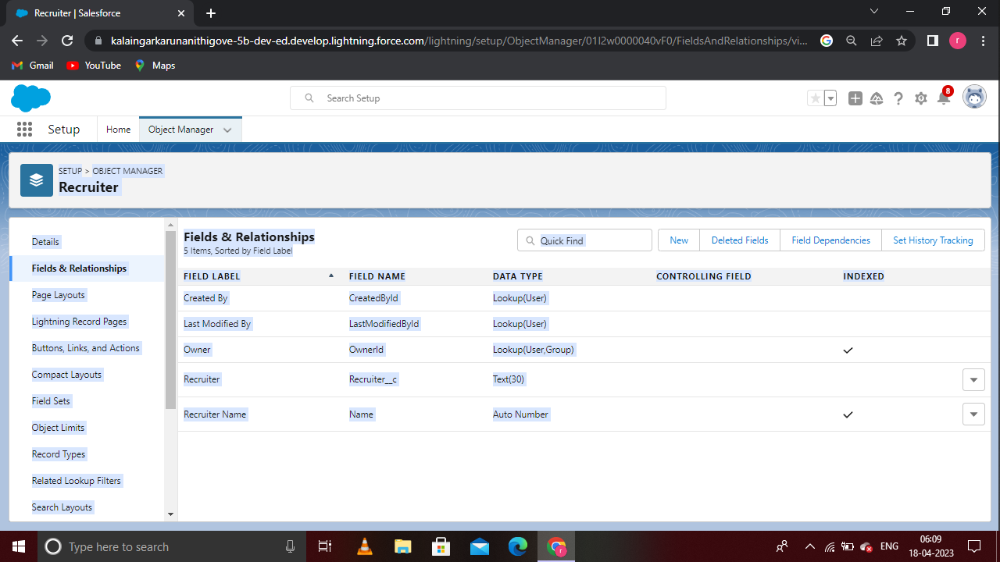 Recruiter | Salesforce
kalaingarkarunanithigove-5b-dev-ed.develop.lightning.force.com/lightning/setup/ObjectManager/01I2w0000040vF0/FieldsAndRelationships/vi...
r
Gmail YouTube Maps
Search Setup
8
Setup Home Object Manager
SETUP > OBJECT MANAGER
Recruiter
Details
Fields & Relationships
Page Layouts
Lightning Record Pages
Buttons, Links, and Actions
Compact Layouts
Field Sets
Object Limits
Record Types
Related Lookup Filters
Search Layouts
Fields & Relationships
5 Items, Sorted by Field Label
Quick Find
New Deleted Fields Field Dependencies Set History Tracking
FIELD LABEL FIELD NAME DATA TYPE CONTROLLING FIELD INDEXED
Created By CreatedById Lookup(User)
Last Modified By LastModifiedById Lookup(User)
Owner OwnerId Lookup(User,Group)
Recruiter Recruiter__c Text(30)
Recruiter Name Name Auto Number
Type here to search
r
ENG
06:09
18-04-2023